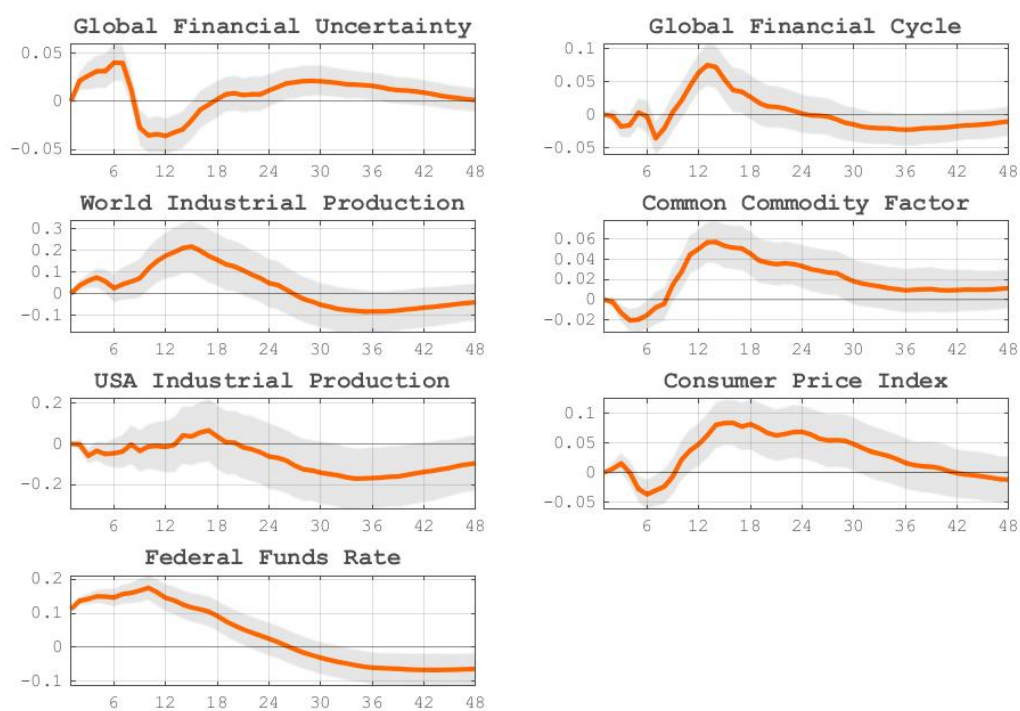 Global Financial Uncertainty
0.05
0
-0.05
6 12 18 24 30 36 42 48
Global Financial Cycle
0.1
0.05
0
-0.05
6 12 18 24 30 36 42 48
World Industrial Production
0.3
0.2
0.1
0
-0.1
6 12 18 24 30 36 42 48
Common Commodity Factor
0.06
0.04
0.02
0
-0.02
6 12 18 24 30 36 42 48
USA Industrial Production
0.2
0
-0.2
6 12 18 24 30 36 42 48
Consumer Price Index
0.1
0.05
0
-0.05
6 12 18 24 30 36 42 48
Federal Funds Rate
0.2
0.1
0
-0.1
6 12 18 24 30 36 42 48